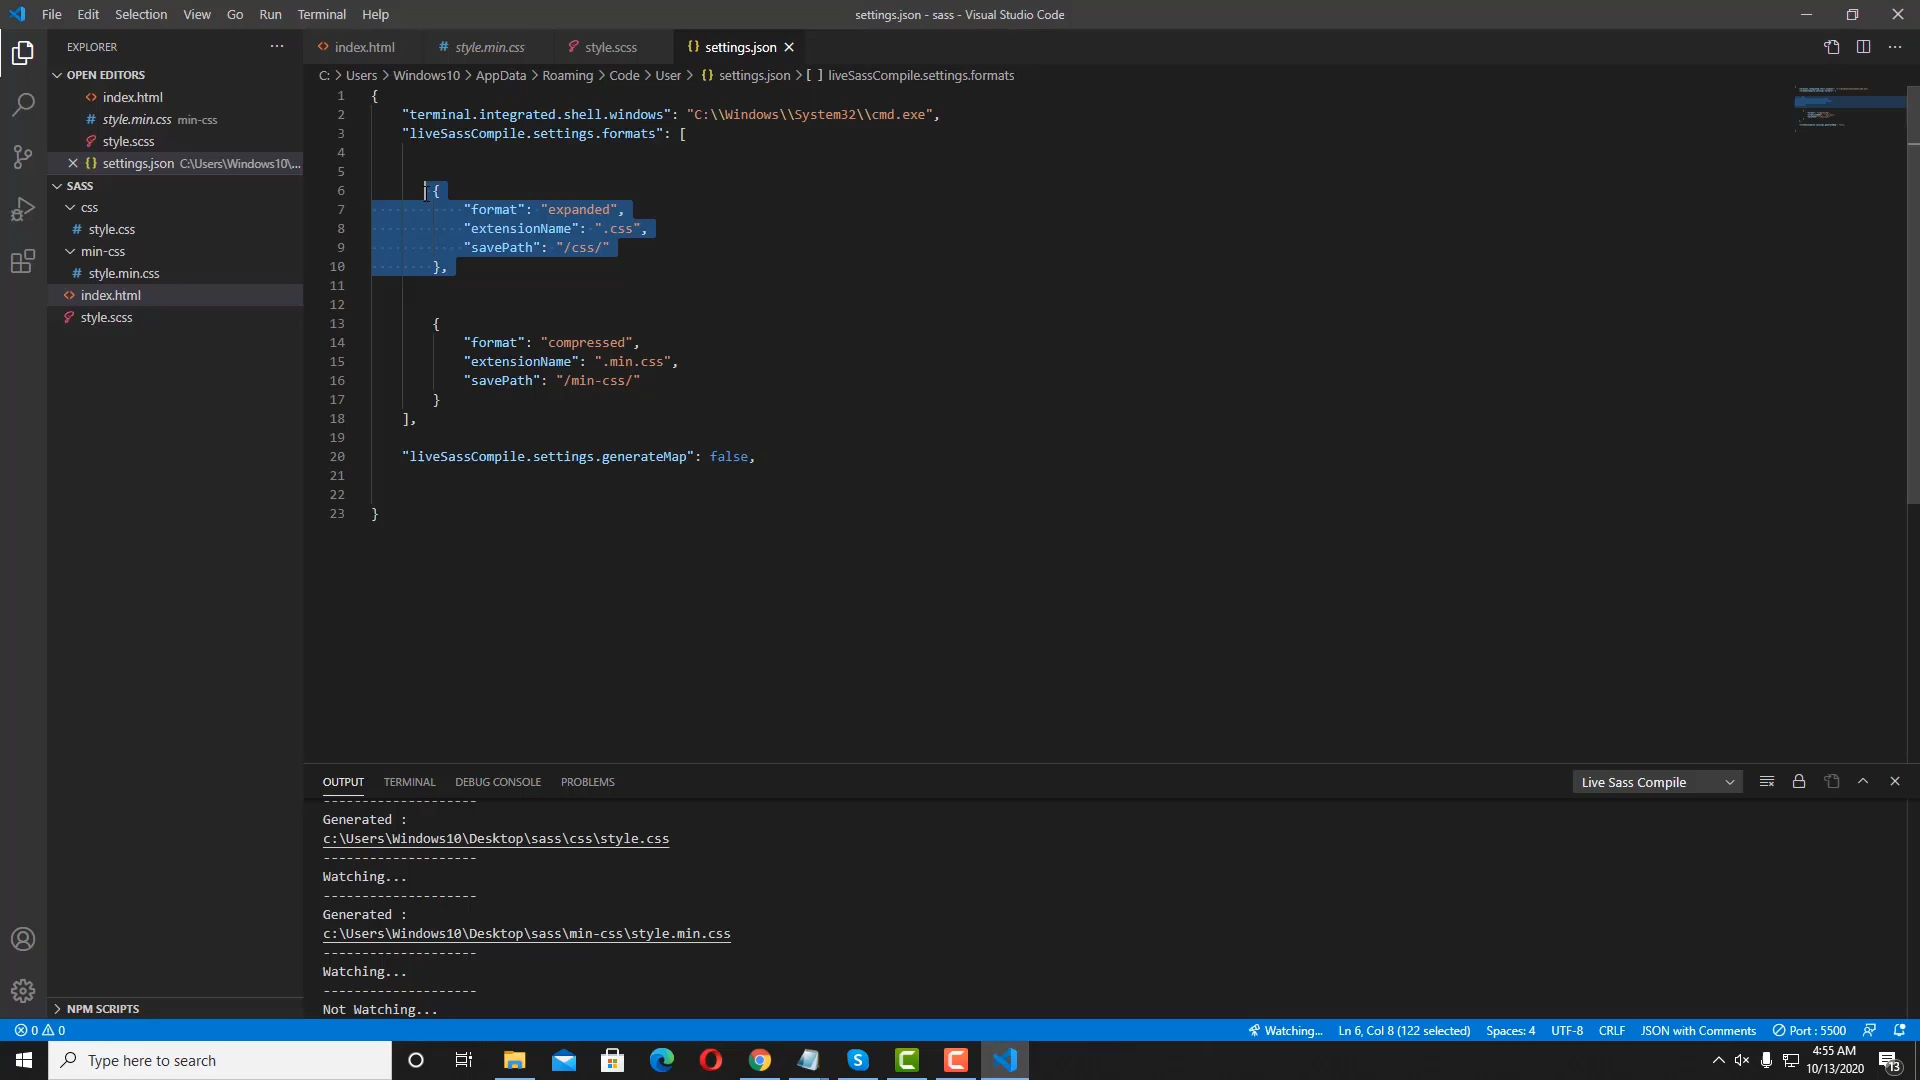 File Edit Selection View Go Run Terminal Help
settings.json - sass - Visual Studio Code
EXPLORER
OPEN EDITORS
index.html
style.min.css min-css
style.scss
settings.json C:\Users\Windows10\...
SASS
css
style.css
min-css
style.min.css
index.html
style.scss
NPM SCRIPTS
index.html style.min.css style.scss settings.json
C: > Users > Windows10 > AppData > Roaming > Code > User > {} settings.json > [ ] liveSassCompile.settings.formats
1 {
2 "terminal.integrated.shell.windows": "C:\\Windows\\System32\\cmd.exe",
3 "liveSassCompile.settings.formats": [
4
5
6 {
7 "format": "expanded",
8 "extensionName": ".css",
9 "savePath": "/css/"
10 },
11
12
13 {
14 "format": "compressed",
15 "extensionName": ".min.css",
16 "savePath": "/min-css/"
17 }
18 ],
19
20 "liveSassCompile.settings.generateMap": false,
21
22
23 }
OUTPUT TERMINAL DEBUG CONSOLE PROBLEMS
Live Sass Compile
--------------------
Generated :
c:\Users\Windows10\Desktop\sass\css\style.css
--------------------
Watching...
--------------------
Generated :
c:\Users\Windows10\Desktop\sass\min-css\style.min.css
--------------------
Watching...
--------------------
Not Watching...
0 0
Watching... Ln 6, Col 8 (122 selected) Spaces: 4 UTF-8 CRLF JSON with Comments Port : 5500
Type here to search
4:55 AM
10/13/2020
13